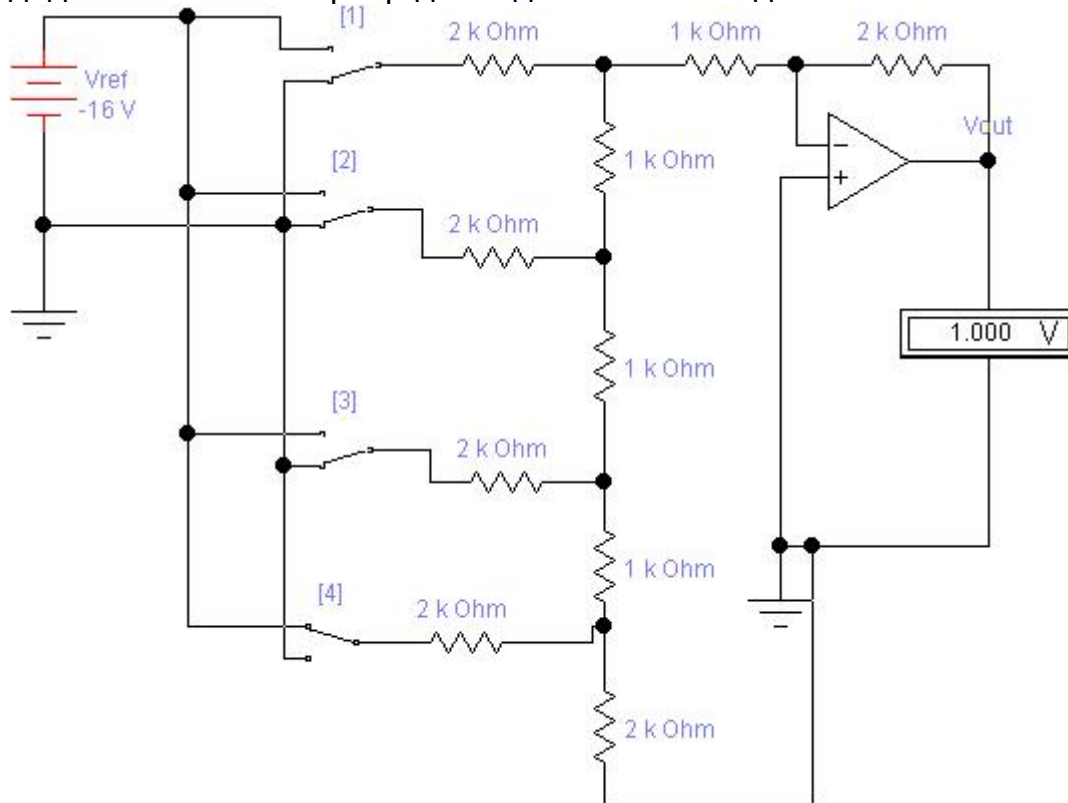 [1]
2 k Ohm
1 k Ohm
2 k Ohm
Vref
-16 V
Vout
1 k Ohm
[2]
2 k Ohm
1.000 V
1 k Ohm
[3]
2 k Ohm
1 k Ohm
[4]
2 k Ohm
2 k Ohm